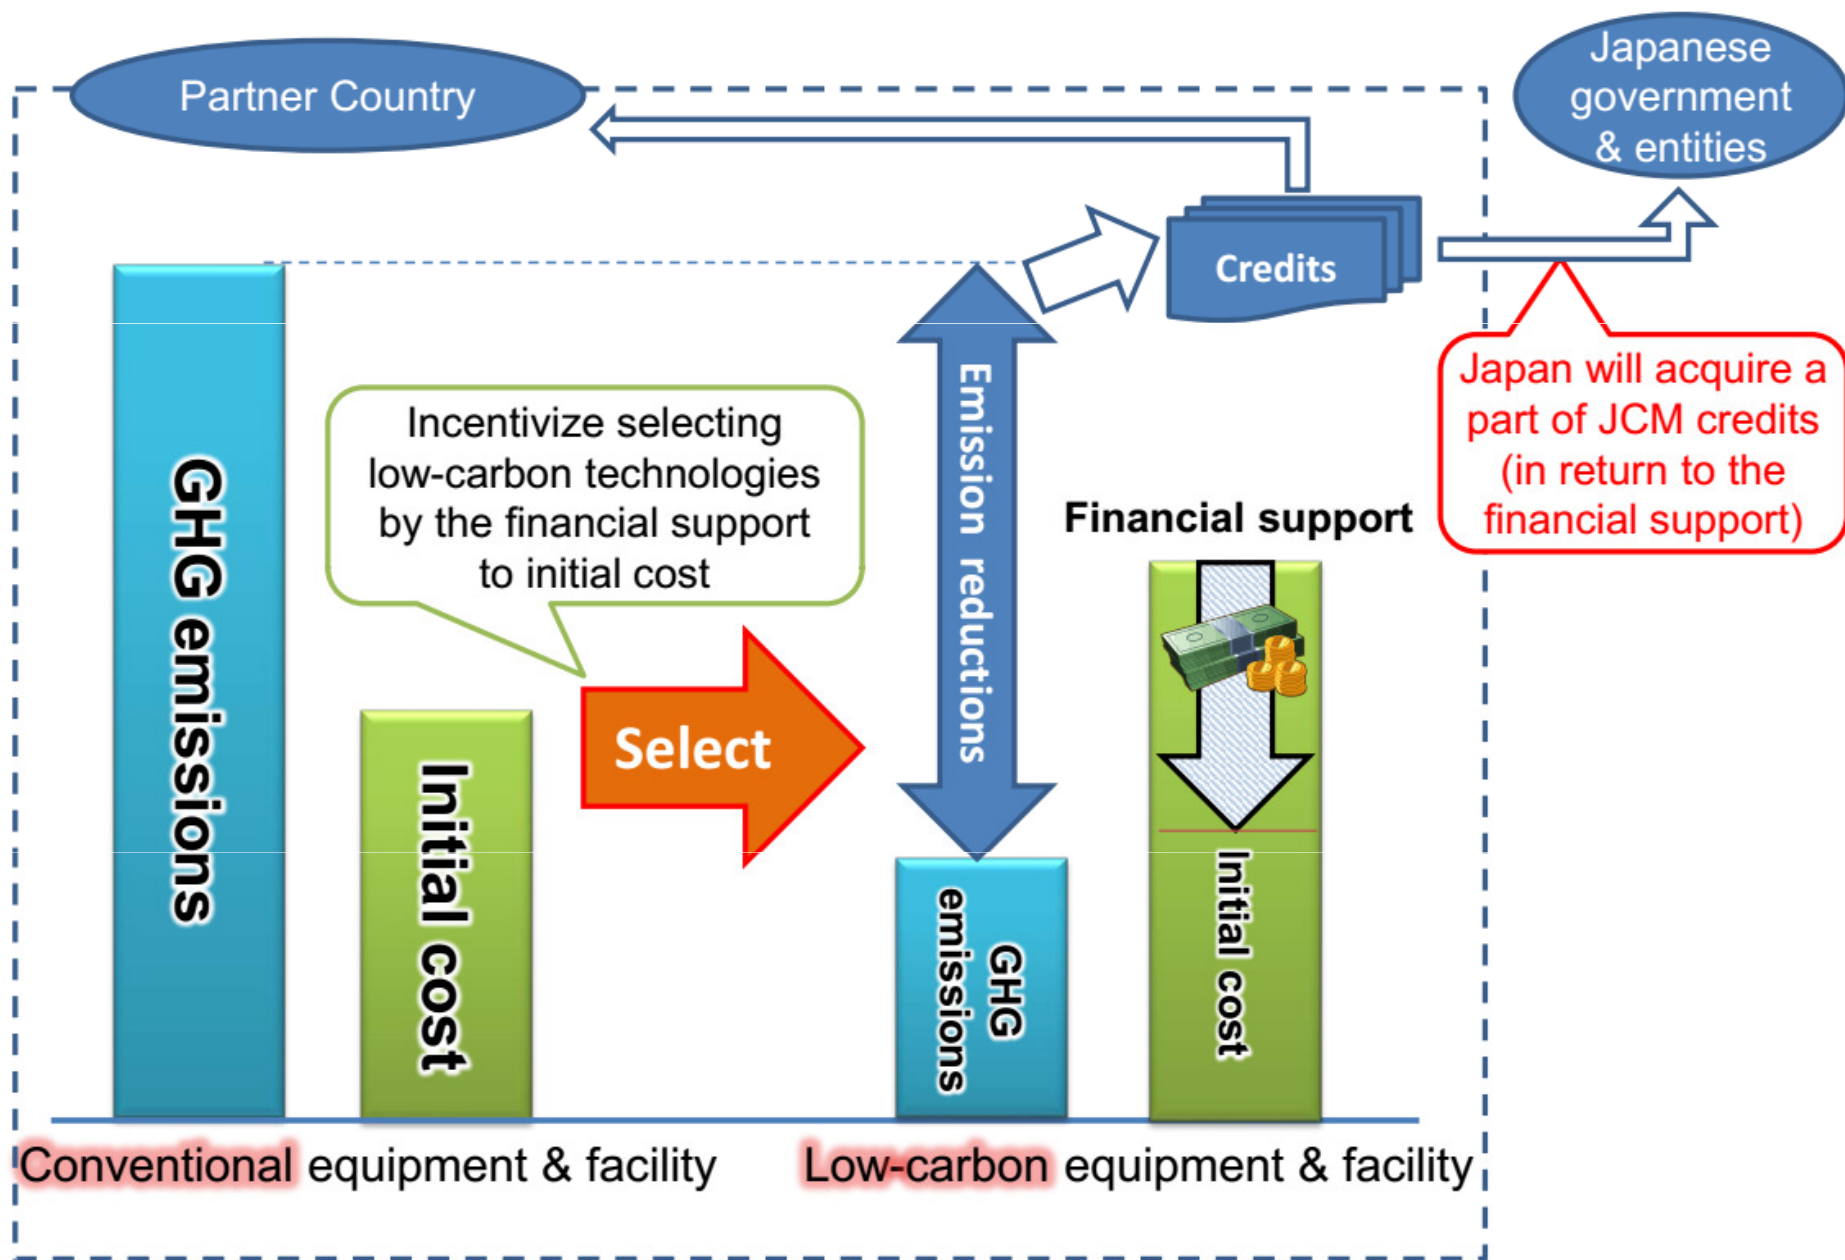 Partner Country
Japanese
government
& entities
Credits
Japan will acquire a
part of JCM credits
(in return to the
financial support)
Incentivize selecting
low-carbon technologies
by the financial support
to initial cost
Emission reductions
Financial support
GHG emissions
Initial cost
Select
GHG
emissions
Initial cost
Conventional equipment & facility
Low-carbon equipment & facility